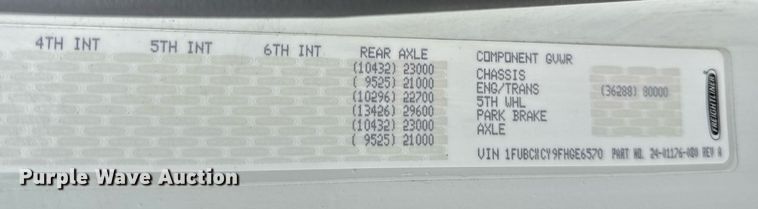 4TH INT 5TH INT 6TH INT REAR AXLE
(10432) 23000
( 9525) 21000
(10296) 22700
(13426) 29600
(10432) 23000
( 9525) 21000
COMPONENT GVWR
CHASSIS
ENG/TRANS (36288) 80000
5TH WHL
PARK BRAKE
AXLE
VIN 1FUBCXCY9FHGE6570 PART NO. 24-01176-080 REV A
FREIGHTLINER
Purple Wave Auction